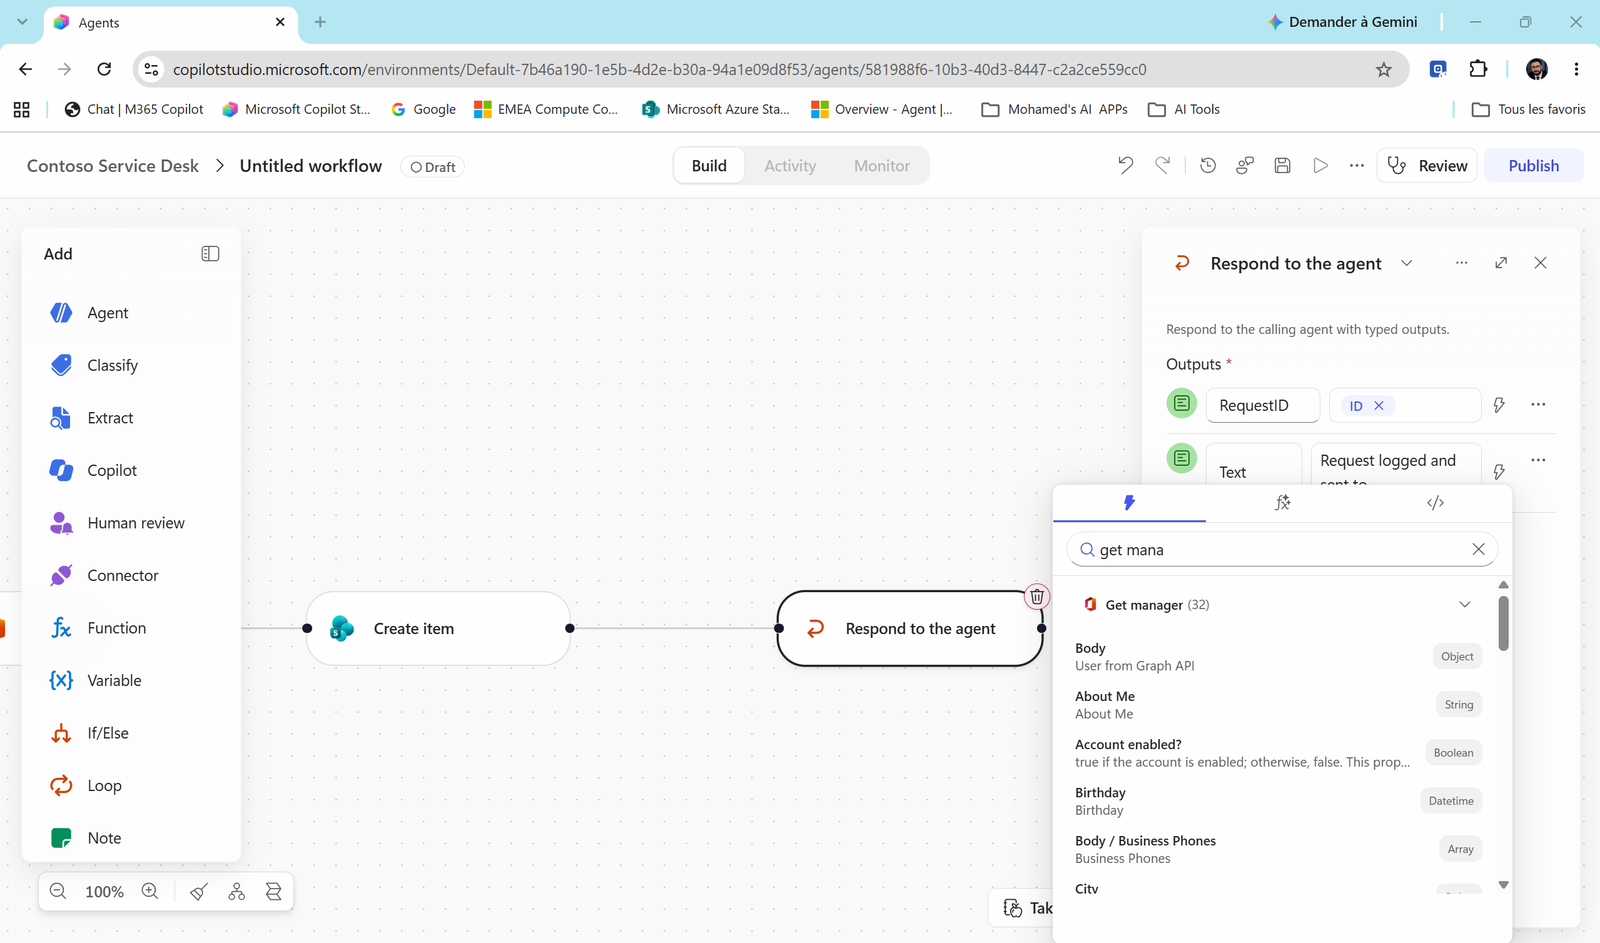 Agents
Demander à Gemini
copilotstudio.microsoft.com/environments/Default-7b46a190-1e5b-4d2e-b30a-94a1e09d8f53/agents/581988f6-10b3-40d3-8447-c2a2ce559cc0
Chat | M365 Copilot
Microsoft Copilot St...
Google
EMEA Compute Co...
Microsoft Azure Sta...
Overview - Agent |...
Mohamed's AI APPs
AI Tools
Tous les favoris
Contoso Service Desk > Untitled workflow
Draft
Build
Activity
Monitor
Review
Publish
Add
Agent
Classify
Extract
Copilot
Human review
Connector
Function
Variable
If/Else
Loop
Note
100%
Create item
Respond to the agent
Respond to the agent
Respond to the calling agent with typed outputs.
Outputs *
RequestID
ID
Text
Request logged and
sent to
get mana
Get manager (32)
Body
User from Graph API
Object
About Me
About Me
String
Account enabled?
true if the account is enabled; otherwise, false. This prop...
Boolean
Birthday
Birthday
Datetime
Body / Business Phones
Business Phones
Array
City
Tak